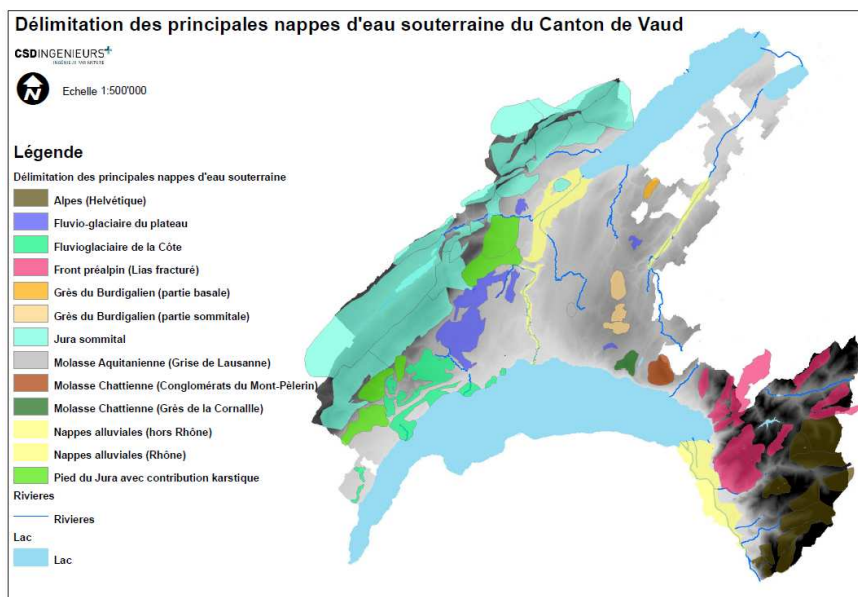 Délimitation des principales nappes d'eau souterraine du Canton de Vaud
CSDINGENIEURS+
N
Echelle 1:500'000
Légende
Délimitation des principales nappes d'eau souterraine
Alpes (Helvétique)
Fluvio-glaciaire du plateau
Fluvioglaciaire de la Côte
Front préalpin (Lias fracturé)
Grès du Burdigalien (partie basale)
Grès du Burdigalien (partie sommitale)
Jura sommital
Molasse Aquitanienne (Grise de Lausanne)
Molasse Chattienne (Conglomérats du Mont-Pèlerin)
Molasse Chattienne (Grès de la Cornallle)
Nappes alluviales (hors Rhône)
Nappes alluviales (Rhône)
Pied du Jura avec contribution karstique
Rivieres
Rivieres
Lac
Lac